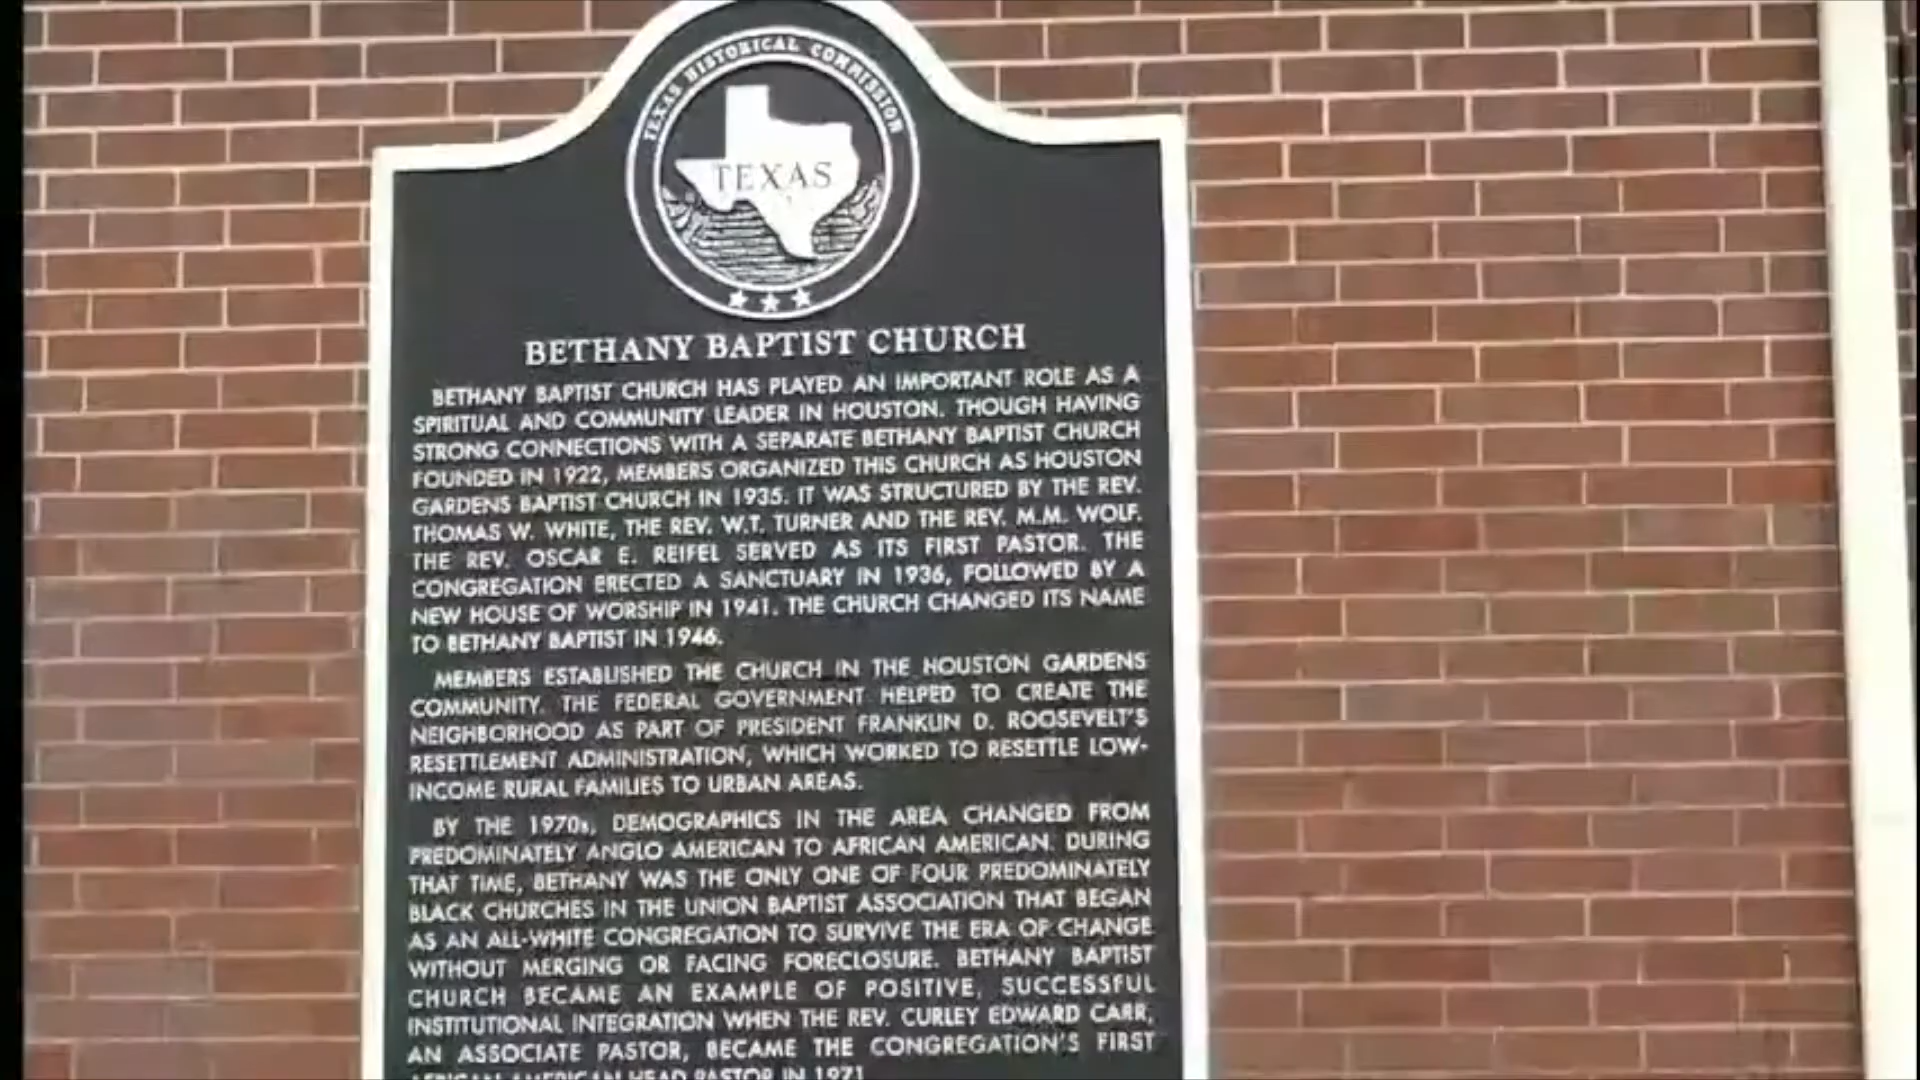 TEXAS HISTORICAL COMMISSION
TEXAS
BETHANY BAPTIST CHURCH
BETHANY BAPTIST CHURCH HAS PLAYED AN IMPORTANT ROLE AS A
SPIRITUAL AND COMMUNITY LEADER IN HOUSTON. THOUGH HAVING
STRONG CONNECTIONS WITH A SEPARATE BETHANY BAPTIST CHURCH
FOUNDED IN 1922, MEMBERS ORGANIZED THIS CHURCH AS HOUSTON
GARDENS BAPTIST CHURCH IN 1935. IT WAS STRUCTURED BY THE REV.
THOMAS W. WHITE, THE REV. W.T. TURNER AND THE REV. M.M. WOLF.
THE REV. OSCAR E. REIFEL SERVED AS ITS FIRST PASTOR. THE
CONGREGATION ERECTED A SANCTUARY IN 1936, FOLLOWED BY A
NEW HOUSE OF WORSHIP IN 1941. THE CHURCH CHANGED ITS NAME
TO BETHANY BAPTIST IN 1946.
MEMBERS ESTABLISHED THE CHURCH IN THE HOUSTON GARDENS
COMMUNITY. THE FEDERAL GOVERNMENT HELPED TO CREATE THE
NEIGHBORHOOD AS PART OF PRESIDENT FRANKLIN D. ROOSEVELT'S
RESETTLEMENT ADMINISTRATION, WHICH WORKED TO RESETTLE LOW-
INCOME RURAL FAMILIES TO URBAN AREAS.
BY THE 1970s, DEMOGRAPHICS IN THE AREA CHANGED FROM
PREDOMINATELY ANGLO AMERICAN TO AFRICAN AMERICAN. DURING
THAT TIME, BETHANY WAS THE ONLY ONE OF FOUR PREDOMINATELY
BLACK CHURCHES IN THE UNION BAPTIST ASSOCIATION THAT BEGAN
AS AN ALL-WHITE CONGREGATION TO SURVIVE THE ERA OF CHANGE
WITHOUT MERGING OR FACING FORECLOSURE. BETHANY BAPTIST
CHURCH BECAME AN EXAMPLE OF POSITIVE, SUCCESSFUL
INSTITUTIONAL INTEGRATION WHEN THE REV. CURLEY EDWARD CARR,
AN ASSOCIATE PASTOR, BECAME THE CONGREGATION'S FIRST
AFRICAN AMERICAN HEAD PASTOR IN 1971